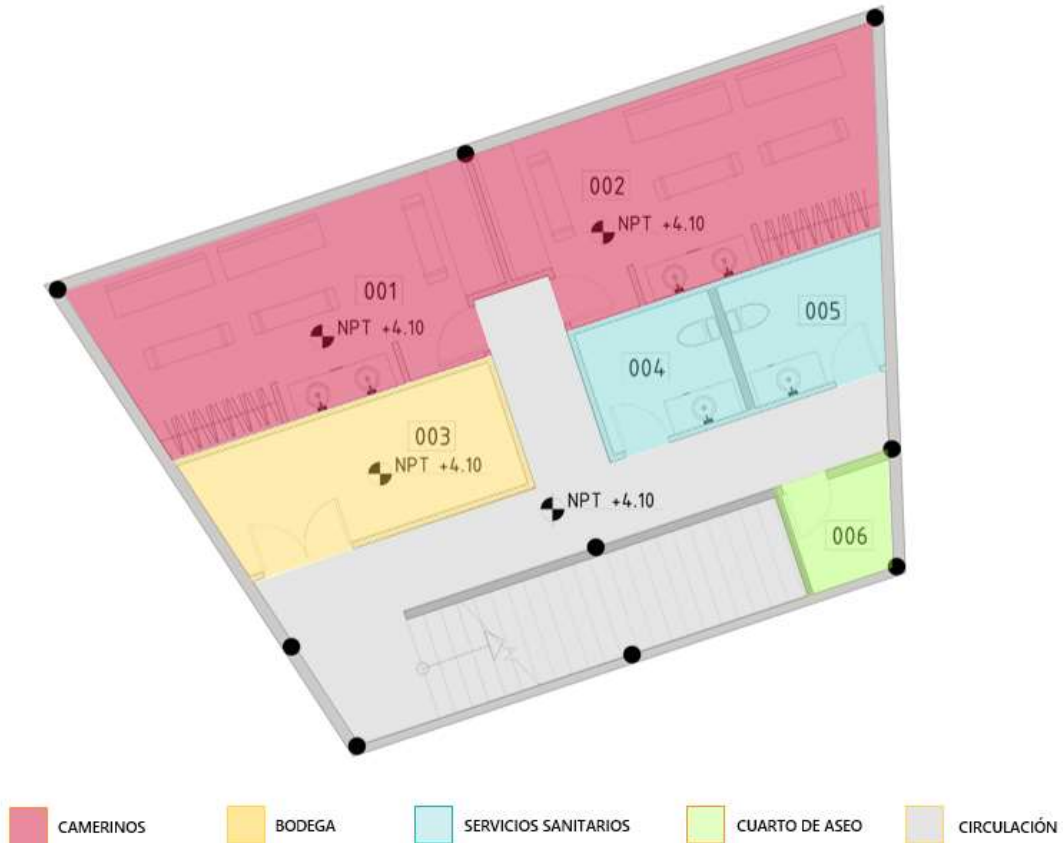 002
NPT +4.10
001
NPT +4.10
005
004
003
NPT +4.10
NPT +4.10
006
CAMERINOS
BODEGA
SERVICIOS SANITARIOS
CUARTO DE ASEO
CIRCULACIÓN